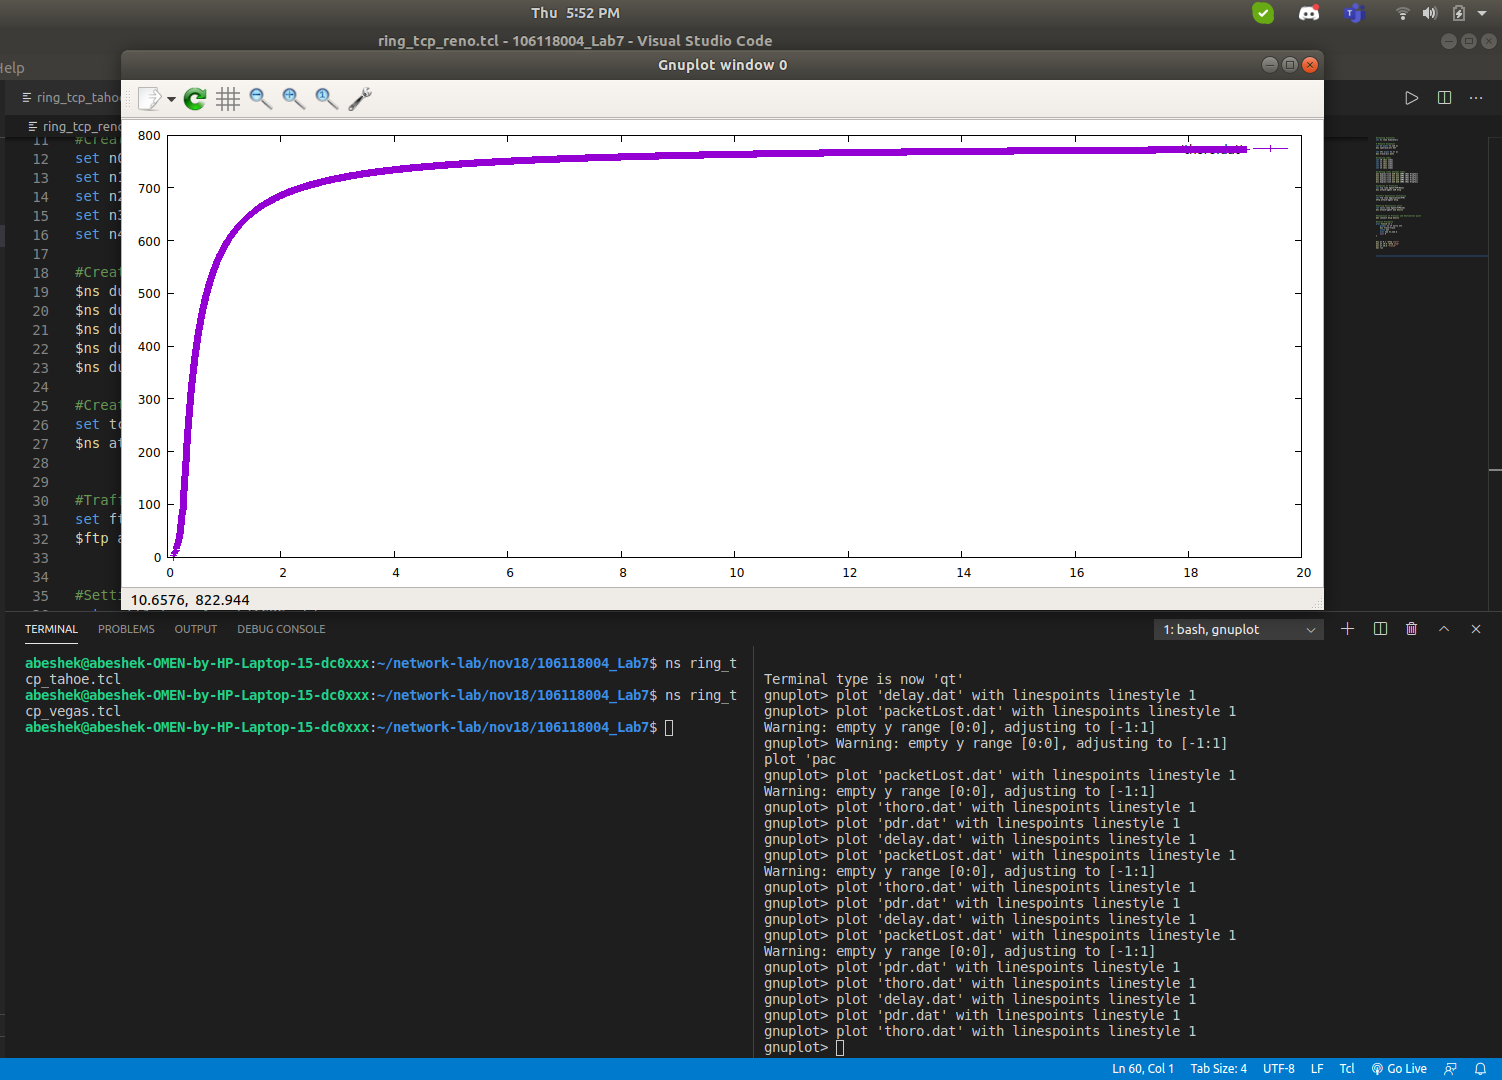 Thu  5:52 PM
ring_tcp_reno.tcl - 106118004_Lab7 - Visual Studio Code
Help
Gnuplot window 0
ring_tcp_taho
ring_tcp_reno
800
700
600
500
400
300
200
100
0
0 2 4 6 8 10 12 14 16 18 20
10.6576, 822.944
11 #Creat
12 set n0
13 set n1
14 set n2
15 set n3
16 set n4
17
18 #Creat
19 $ns du
20 $ns du
21 $ns du
22 $ns du
23 $ns du
24
25 #Creat
26 set tc
27 $ns at
28
29
30 #Traff
31 set ft
32 $ftp a
33
34
35 #Setti
TERMINAL PROBLEMS OUTPUT DEBUG CONSOLE
1: bash, gnuplot
abeshek@abeshek-OMEN-by-HP-Laptop-15-dc0xxx:~/network-lab/nov18/106118004_Lab7$ ns ring_t
cp_tahoe.tcl
abeshek@abeshek-OMEN-by-HP-Laptop-15-dc0xxx:~/network-lab/nov18/106118004_Lab7$ ns ring_t
cp_vegas.tcl
abeshek@abeshek-OMEN-by-HP-Laptop-15-dc0xxx:~/network-lab/nov18/106118004_Lab7$
Terminal type is now 'qt'
gnuplot> plot 'delay.dat' with linespoints linestyle 1
gnuplot> plot 'packetLost.dat' with linespoints linestyle 1
Warning: empty y range [0:0], adjusting to [-1:1]
gnuplot> Warning: empty y range [0:0], adjusting to [-1:1]
plot 'pac
gnuplot> plot 'packetLost.dat' with linespoints linestyle 1
Warning: empty y range [0:0], adjusting to [-1:1]
gnuplot> plot 'thoro.dat' with linespoints linestyle 1
gnuplot> plot 'pdr.dat' with linespoints linestyle 1
gnuplot> plot 'delay.dat' with linespoints linestyle 1
gnuplot> plot 'packetLost.dat' with linespoints linestyle 1
Warning: empty y range [0:0], adjusting to [-1:1]
gnuplot> plot 'thoro.dat' with linespoints linestyle 1
gnuplot> plot 'pdr.dat' with linespoints linestyle 1
gnuplot> plot 'delay.dat' with linespoints linestyle 1
gnuplot> plot 'packetLost.dat' with linespoints linestyle 1
Warning: empty y range [0:0], adjusting to [-1:1]
gnuplot> plot 'pdr.dat' with linespoints linestyle 1
gnuplot> plot 'thoro.dat' with linespoints linestyle 1
gnuplot> plot 'delay.dat' with linespoints linestyle 1
gnuplot> plot 'pdr.dat' with linespoints linestyle 1
gnuplot> plot 'thoro.dat' with linespoints linestyle 1
gnuplot>
Ln 60, Col 1 Tab Size: 4 UTF-8 LF Tcl Go Live